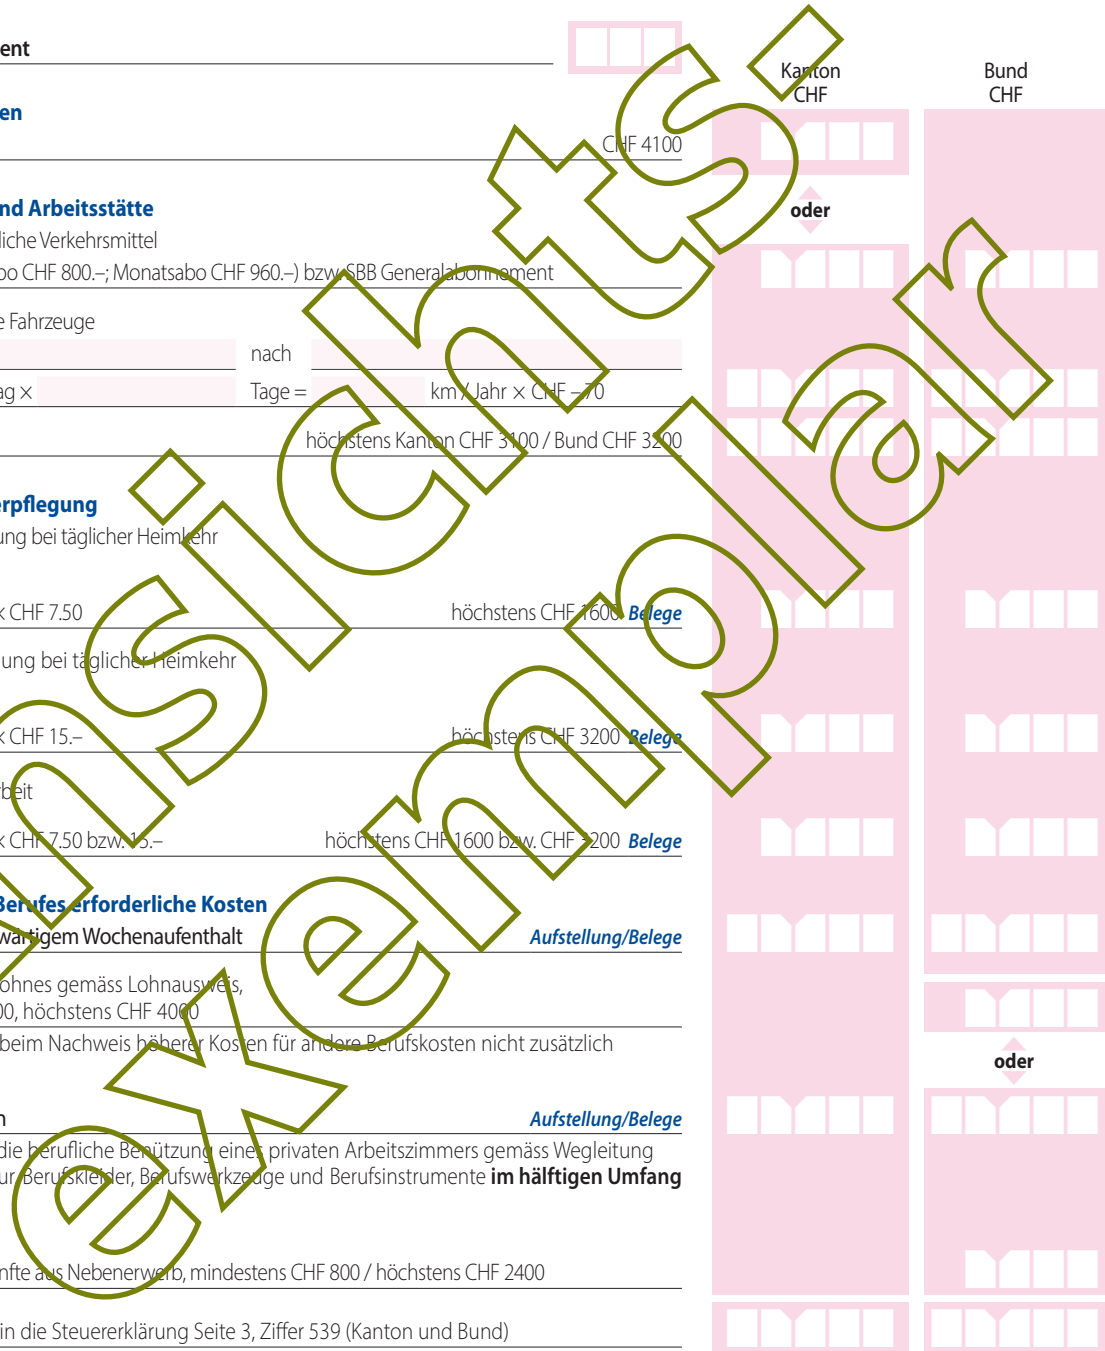 ent
Kanton CHF
Bund CHF
en
CHF 4100
nd Arbeitsstätte
oder
liche Verkehrsmittel
bo CHF 800.–; Monatsabo CHF 960.–) bzw. SBB Generalabonnement
e Fahrzeuge
nach
ag × Tage = km / Jahr × CHF –.70
höchstens Kanton CHF 3100 / Bund CHF 3200
erpflegung
ung bei täglicher Heimkehr
x CHF 7.50 höchstens CHF 1600 Belege
ung bei täglicher Heimkehr
x CHF 15.– höchstens CHF 3200 Belege
rbeit
x CHF 7.50 bzw. 15.– höchstens CHF 1600 bzw. CHF 3200 Belege
Berufes erforderliche Kosten
wärtigem Wochenaufenthalt Aufstellung/Belege
ohnes gemäss Lohnausweis,
00, höchstens CHF 4000
beim Nachweis höherer Kosten für andere Berufskosten nicht zusätzlich
oder
n Aufstellung/Belege
die berufliche Benützung eines privaten Arbeitszimmers gemäss Wegleitung
ur, Berufskleider, Berufswerkzeuge und Berufsinstrumente im hälftigen Umfang
nfte aus Nebenerwerb, mindestens CHF 800 / höchstens CHF 2400
in die Steuererklärung Seite 3, Ziffer 539 (Kanton und Bund)
nsichts-
exemplar